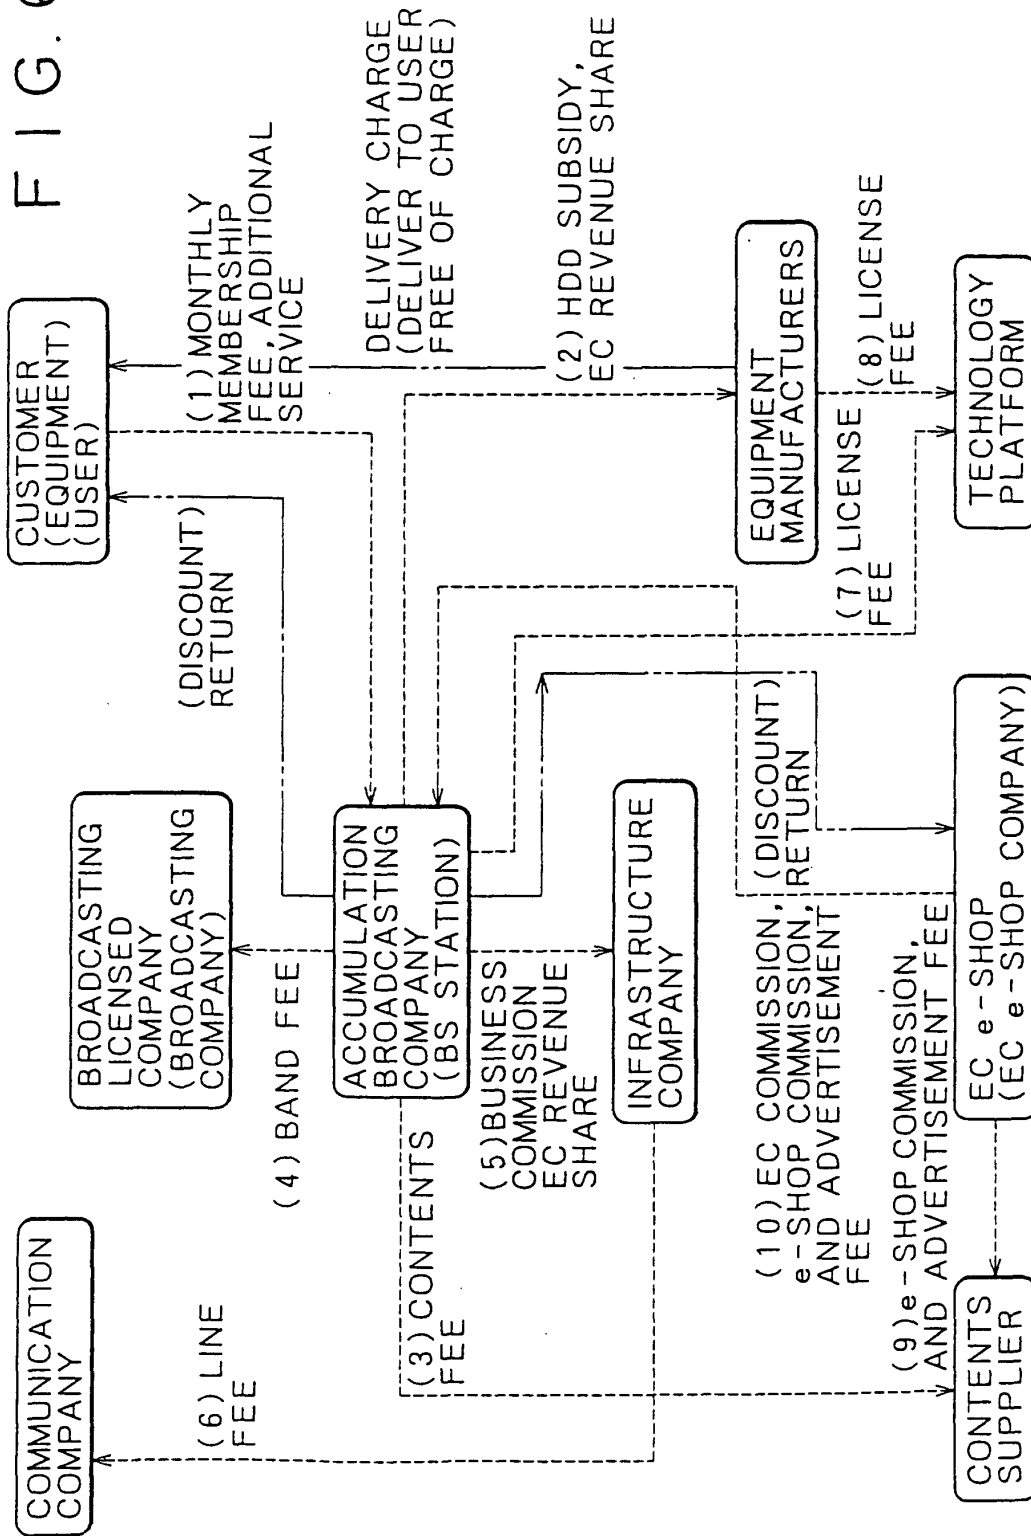 FIG. 6
COMMUNICATION
COMPANY
(6) LINE
FEE
BROADCASTING
LICENSED
COMPANY
(BROADCASTING
COMPANY)
(4) BAND FEE
CUSTOMER
(EQUIPMENT)
(USER)
(DISCOUNT)
RETURN
(1) MONTHLY
MEMBERSHIP
FEE, ADDITIONAL
SERVICE
ACCUMULATION
BROADCASTING
COMPANY
(BS STATION)
(3) CONTENTS
FEE
(5) BUSINESS
COMMISSION
EC REVENUE
SHARE
DELIVERY CHARGE
(DELIVER TO USER
FREE OF CHARGE)
(2) HDD SUBSIDY,
EC REVENUE SHARE
INFRASTRUCTURE
COMPANY
EQUIPMENT
MANUFACTURERS
(10) EC COMMISSION,
e-SHOP COMMISSION,
AND ADVERTISEMENT
FEE
(DISCOUNT)
RETURN
(7) LICENSE
FEE
(8) LICENSE
FEE
(9) e-SHOP COMMISSION,
AND ADVERTISEMENT FEE
CONTENTS
SUPPLIER
EC e-SHOP
(EC e-SHOP COMPANY)
TECHNOLOGY
PLATFORM